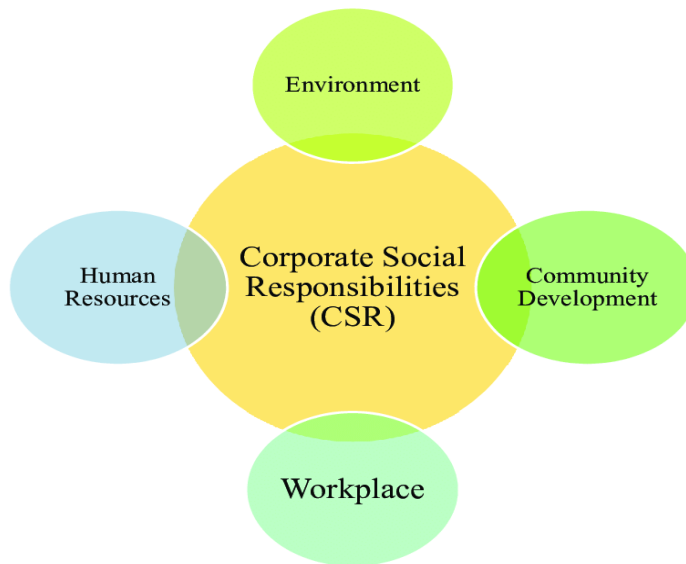 Environment
Corporate Social
Responsibilities
(CSR)
Human
Resources
Community
Development
Workplace